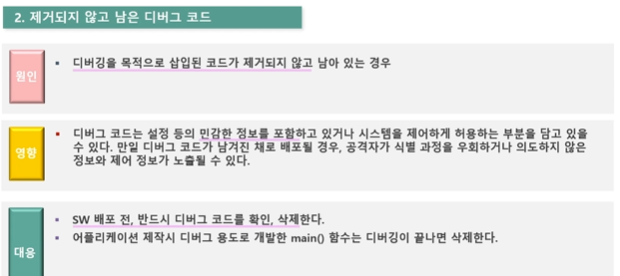 2. 제거되지 않고 남은 디버그 코드
원인
▪ 디버깅을 목적으로 삽입된 코드가 제거되지 않고 남아 있는 경우
영향
▪ 디버그 코드는 설정 등의 민감한 정보를 포함하고 있거나 시스템을 제어하게 허용하는 부분을 담고 있을
수 있다. 만일 디버그 코드가 남겨진 채로 배포될 경우, 공격자가 식별 과정을 우회하거나 의도하지 않은
정보와 제어 정보가 노출될 수 있다.
대응
▪ SW 배포 전, 반드시 디버그 코드를 확인, 삭제한다.
▪ 어플리케이션 제작시 디버그 용도로 개발한 main() 함수는 디버깅이 끝나면 삭제한다.